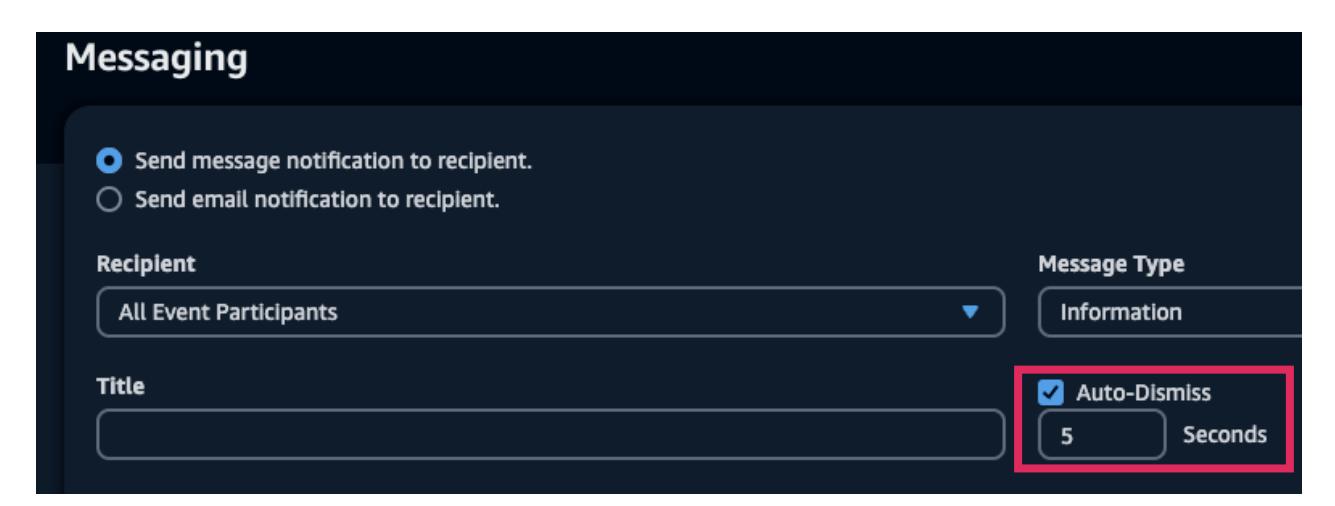 Messaging
Send message notification to recipient.
Send email notification to recipient.
Recipient
All Event Participants
Message Type
Information
Title
Auto-Dismiss
5 Seconds